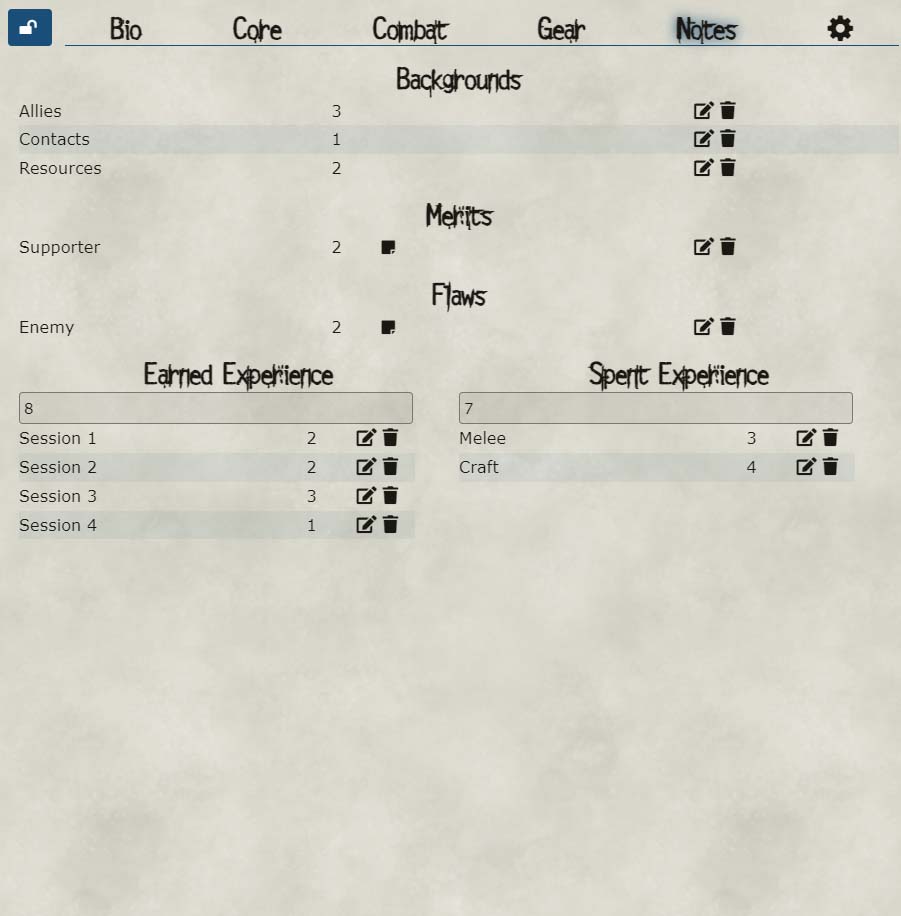 Bio Core Combat Gear Notes
Backgrounds
Allies 3
Contacts 1
Resources 2
Merits
Supporter 2
Flaws
Enemy 2
Earned Experience
8
Session 1 2
Session 2 2
Session 3 3
Session 4 1
Spent Experience
7
Melee 3
Craft 4